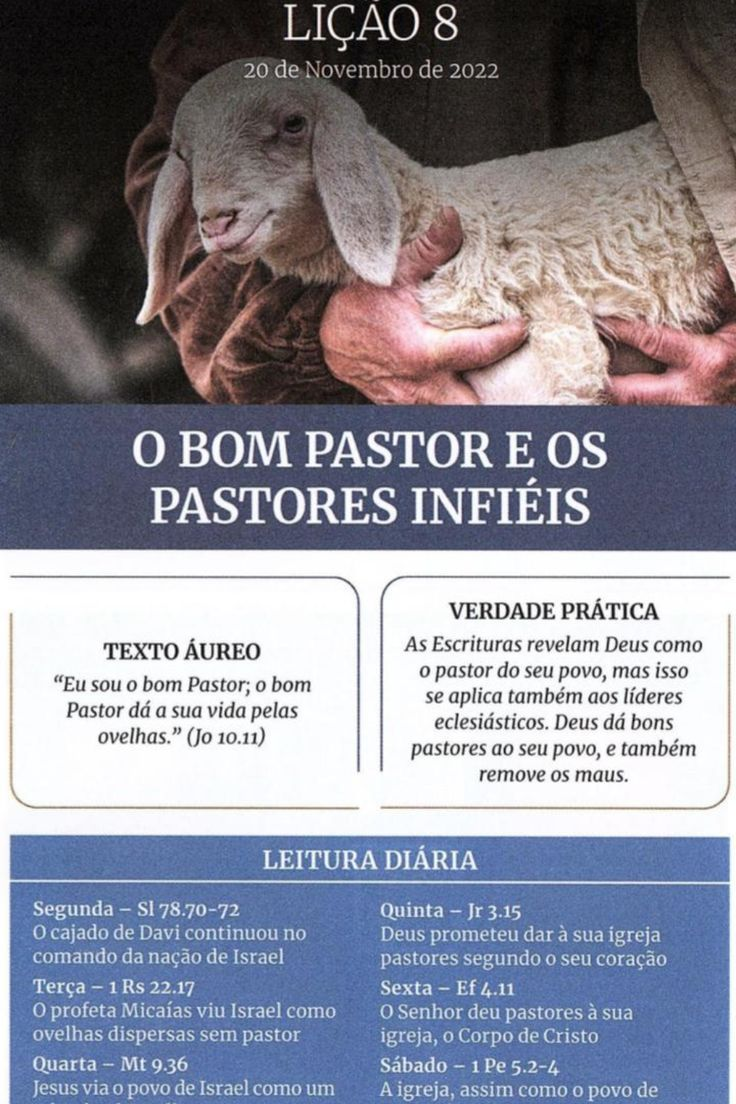 LIÇÃO 8
20 de Novembro de 2022
O BOM PASTOR E OS
PASTORES INFIÉIS
TEXTO ÁUREO
“Eu sou o bom Pastor; o bom
Pastor dá a sua vida pelas
ovelhas.” (Jo 10.11)
VERDADE PRÁTICA
As Escrituras revelam Deus como
o pastor do seu povo, mas isso
se aplica também aos líderes
eclesiásticos. Deus dá bons
pastores ao seu povo, e também
remove os maus.
LEITURA DIÁRIA
Segunda – Sl 78.70-72
O cajado de Davi continuou no
comando da nação de Israel
Terça – 1 Rs 22.17
O profeta Micaías viu Israel como
ovelhas dispersas sem pastor
Quarta – Mt 9.36
Jesus via o povo de Israel como um
Quinta – Jr 3.15
Deus prometeu dar à sua igreja
pastores segundo o seu coração
Sexta – Ef 4.11
O Senhor deu pastores à sua
igreja, o Corpo de Cristo
Sábado – 1 Pe 5.2-4
A igreja, assim como o povo de